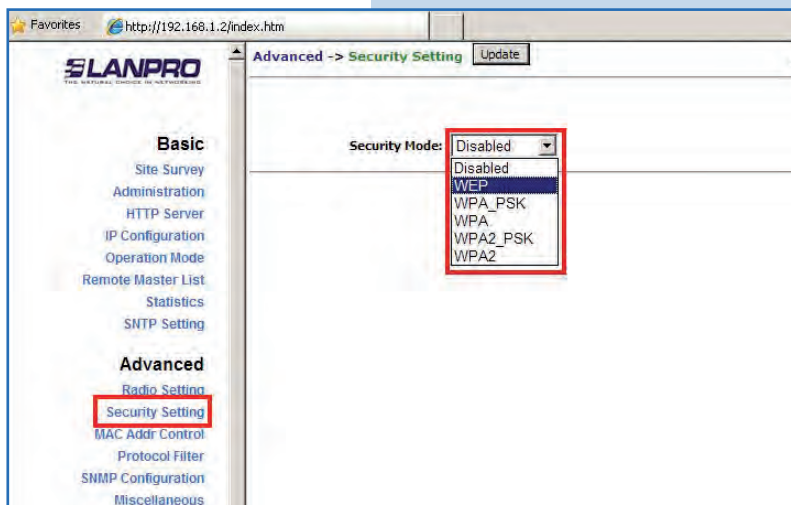 Favorites http://192.168.1.2/index.htm
LANPRO
THE NATURAL CHOICE IN NETWORKING
Basic
Site Survey
Administration
HTTP Server
IP Configuration
Operation Mode
Remote Master List
Statistics
SNTP Setting
Advanced
Radio Setting
Security Setting
MAC Addr Control
Protocol Filter
SNMP Configuration
Miscellaneous
Advanced -> Security Setting Update
Security Mode: Disabled
Disabled
WEP
WPA_PSK
WPA
WPA2_PSK
WPA2